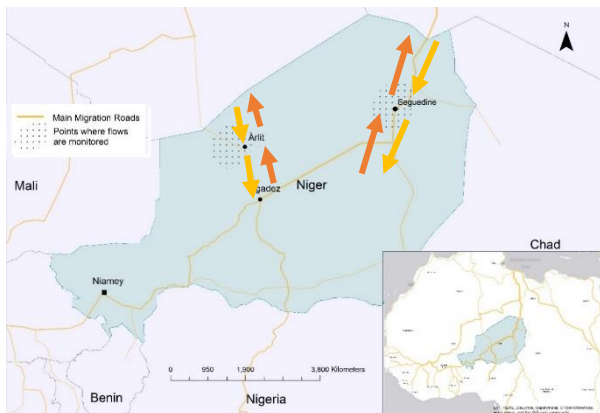 N
Main Migration Roads
Points where flows
are monitored
Seguedine
Arlit
Mali
gadez
Niger
Chad
Niamey
0 950 1,900 3,800 Kilometers
Benin
Nigeria